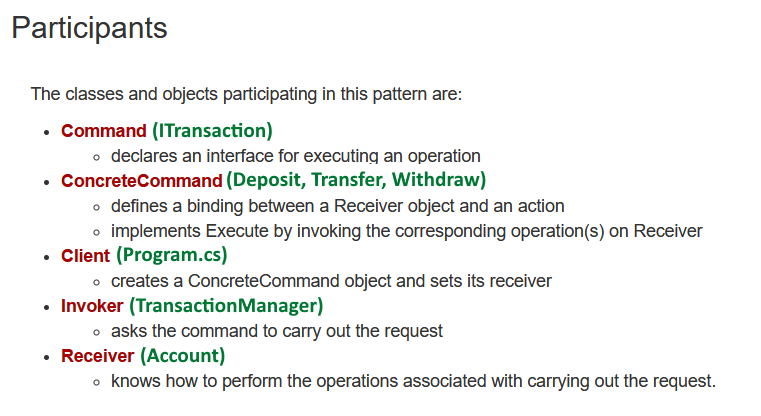 Participants
The classes and objects participating in this pattern are:
Command (ITransaction)
declares an interface for executing an operation
ConcreteCommand (Deposit, Transfer, Withdraw)
defines a binding between a Receiver object and an action
implements Execute by invoking the corresponding operation(s) on Receiver
Client (Program.cs)
creates a ConcreteCommand object and sets its receiver
Invoker (TransactionManager)
asks the command to carry out the request
Receiver (Account)
knows how to perform the operations associated with carrying out the request.